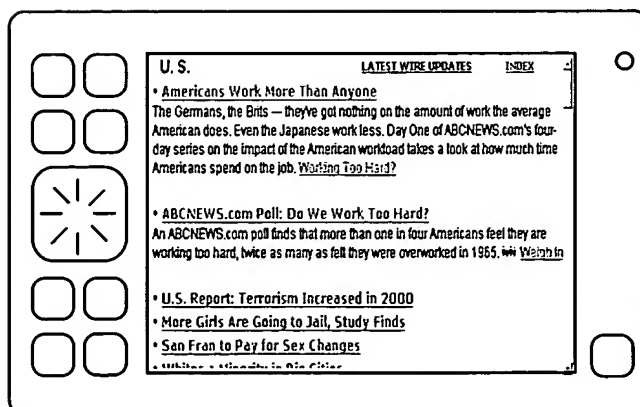 U.S. LATEST WIRE UPDATES INDEX
• Americans Work More Than Anyone
The Germans, the Brits — they've got nothing on the amount of work the average
American does. Even the Japanese work less. Day One of ABCNEWS.com's four-
day series on the impact of the American workload takes a look at how much time
Americans spend on the job. Working Too Hard?
• ABCNEWS.com Poll: Do We Work Too Hard?
An ABCNEWS.com poll finds that more than one in four Americans feel they are
working too hard, twice as many as felt they were overworked in 1965. Weigh In
• U.S. Report: Terrorism Increased in 2000
• More Girls Are Going to Jail, Study Finds
• San Fran to Pay for Sex Changes